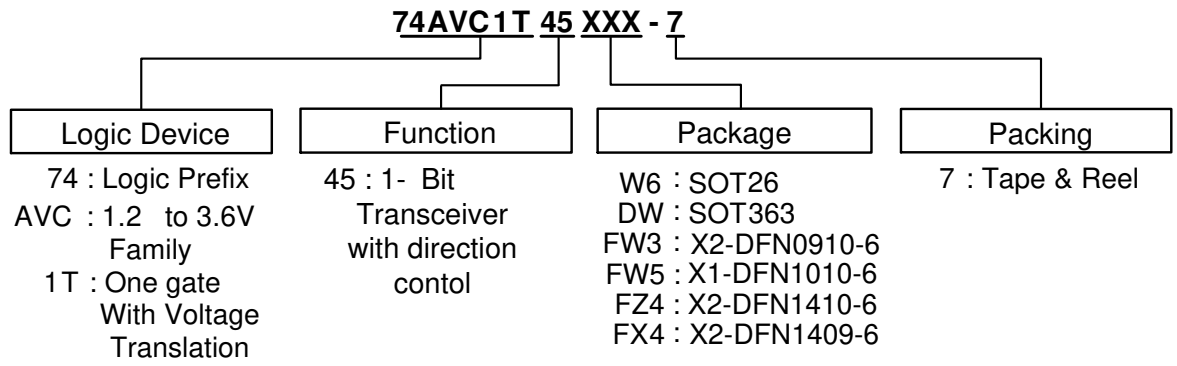 74AVC1T 45 XXX - 7
Logic Device
74 : Logic Prefix
AVC : 1.2 to 3.6V
Family
1T : One gate
With Voltage
Translation
Function
45 : 1- Bit
Transceiver
with direction
contol
Package
W6 : SOT26
DW : SOT363
FW3 : X2-DFN0910-6
FW5 : X1-DFN1010-6
FZ4 : X2-DFN1410-6
FX4 : X2-DFN1409-6
Packing
7 : Tape & Reel